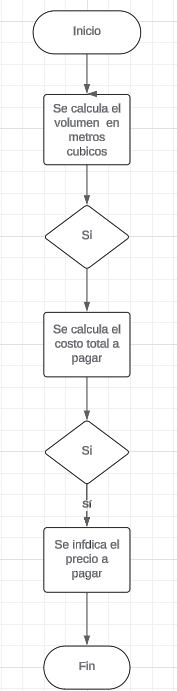 Inicio
Se calcula el
volumen en
metros
cubicos
Si
Se calcula el
costo total a
pagar
Si
sí
Se infdica el
precio a
pagar
Fin